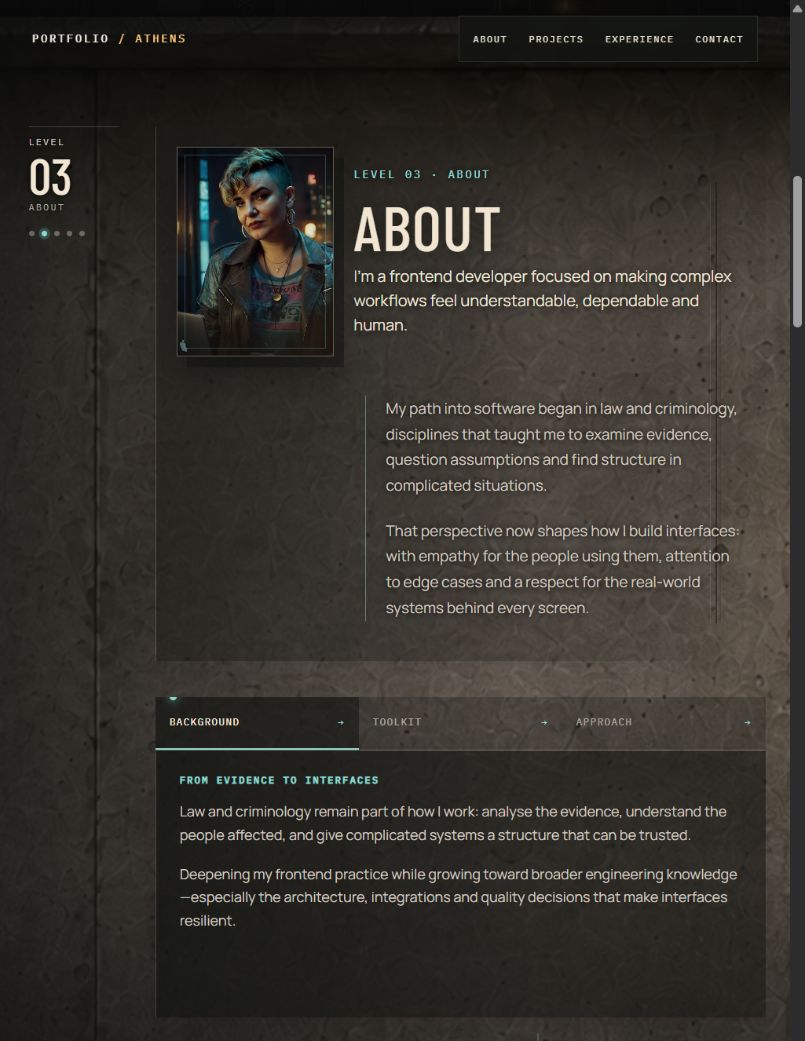 PORTFOLIO / ATHENS
ABOUT PROJECTS EXPERIENCE CONTACT
LEVEL
03
ABOUT
LEVEL 03 · ABOUT
ABOUT
I'm a frontend developer focused on making complex
workflows feel understandable, dependable and
human.
My path into software began in law and criminology,
disciplines that taught me to examine evidence,
question assumptions and find structure in
complicated situations.
That perspective now shapes how I build interfaces:
with empathy for the people using them, attention
to edge cases and a respect for the real-world
systems behind every screen.
BACKGROUND → TOOLKIT → APPROACH →
FROM EVIDENCE TO INTERFACES
Law and criminology remain part of how I work: analyse the evidence, understand the
people affected, and give complicated systems a structure that can be trusted.
Deepening my frontend practice while growing toward broader engineering knowledge
—especially the architecture, integrations and quality decisions that make interfaces
resilient.